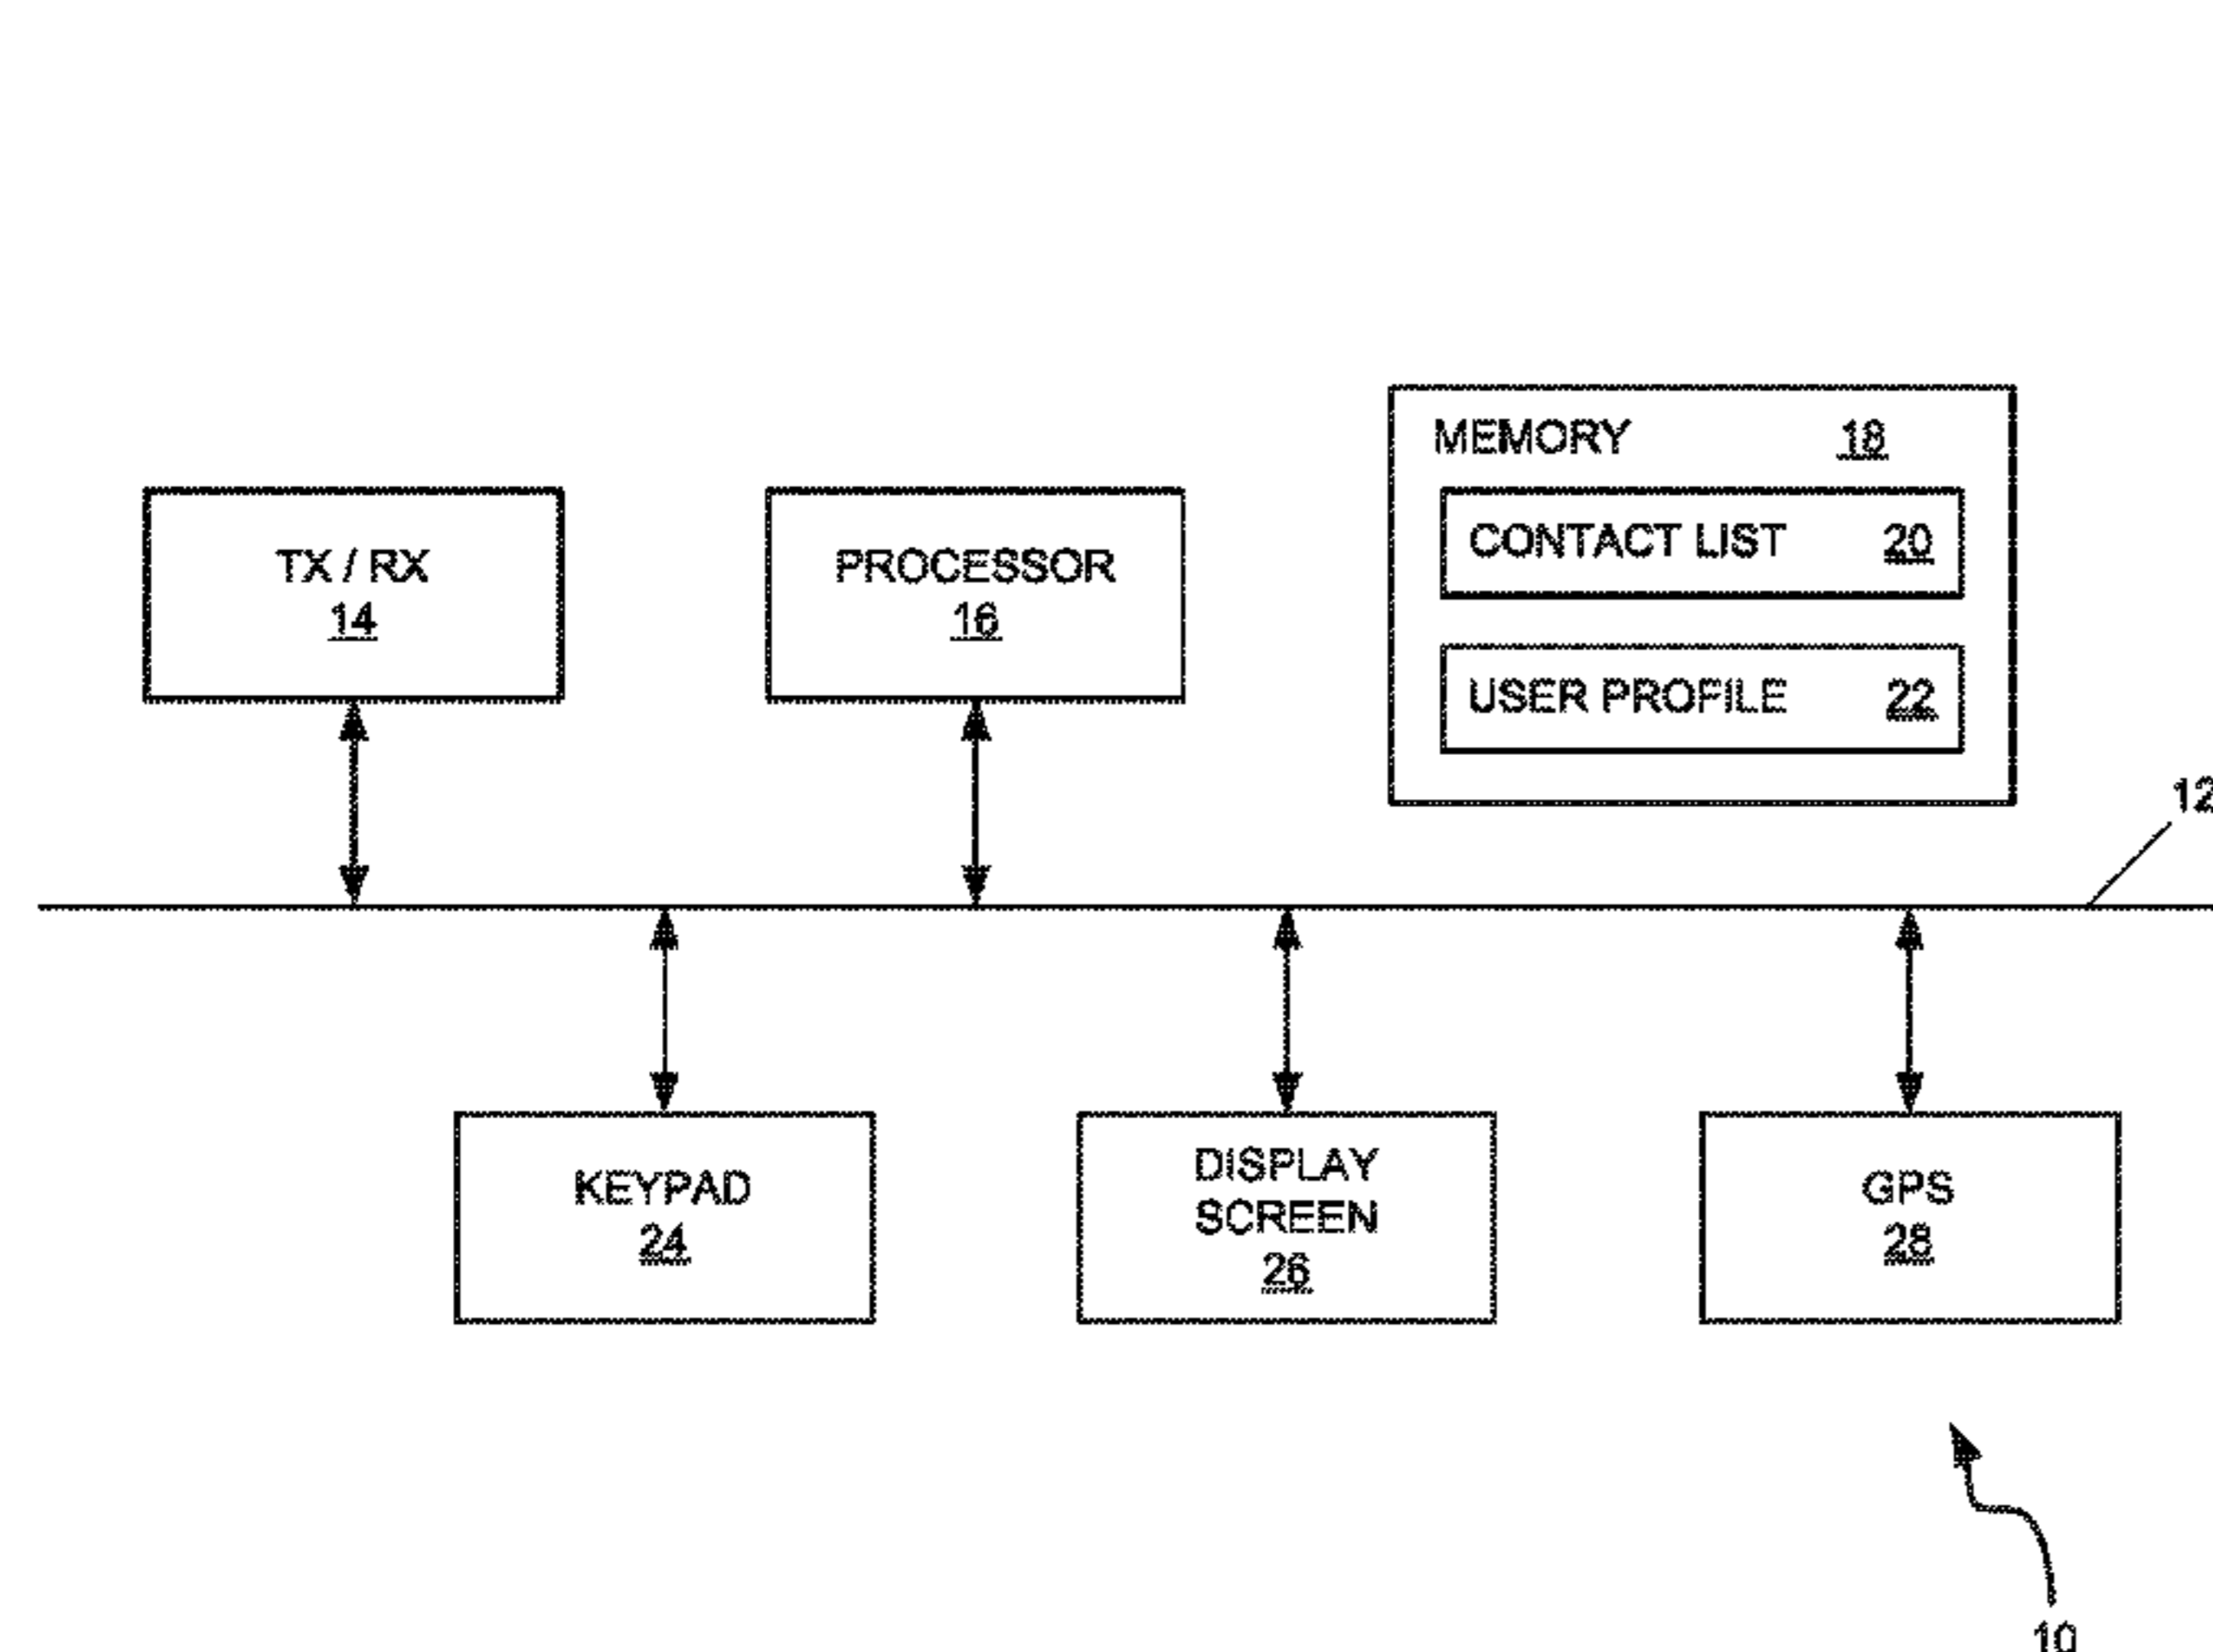 MEMORY 18
CONTACT LIST 20
USER PROFILE 22
TX / RX
14
PROCESSOR
16
12
KEYPAD
24
DISPLAY
SCREEN
26
GPS
28
10